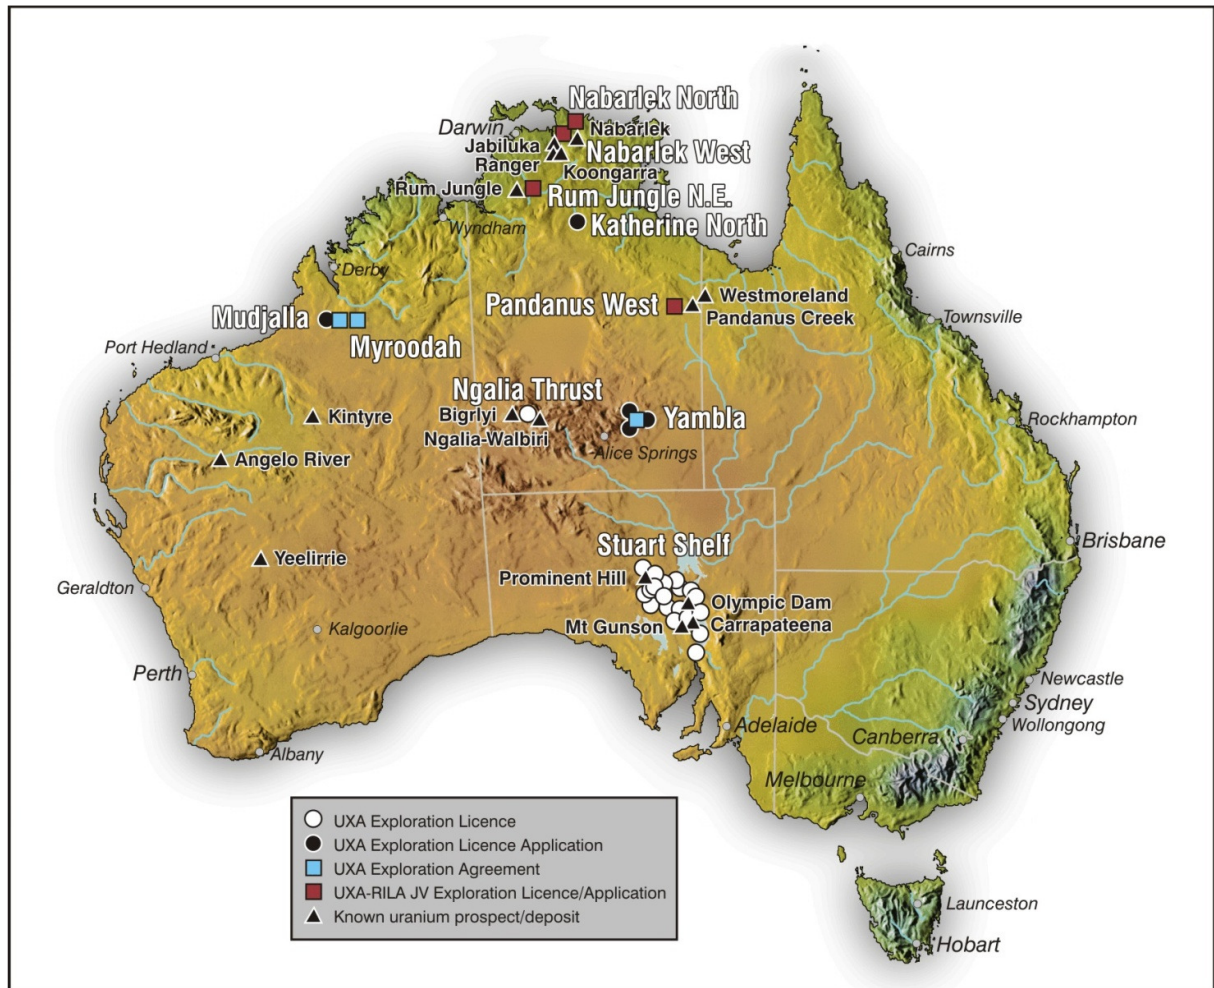 Nabarlek North
Darwin
Nabarlek
Jabiluka
Nabarlek West
Ranger
Koongarra
Rum Jungle
Rum Jungle N.E.
Katherine North
Wyndham
Cairns
Derby
Pandanus West
Westmoreland
Pandanus Creek
Mudjalla
Townsville
Port Hedland
Myroodah
Ngalia Thrust
Kintyre
Bigrlyi
Yambla
Rockhampton
Ngalia-Walbiri
Angelo River
Alice Springs
Stuart Shelf
Brisbane
Yeelirrie
Prominent Hill
Geraldton
Olympic Dam
Kalgoorlie
Mt Gunson
Carrapateena
Perth
Newcastle
Sydney
Adelaide
Canberra
Wollongong
Albany
Melbourne
UXA Exploration Licence
UXA Exploration Licence Application
UXA Exploration Agreement
UXA-RILA JV Exploration Licence/Application
Known uranium prospect/deposit
Launceston
Hobart